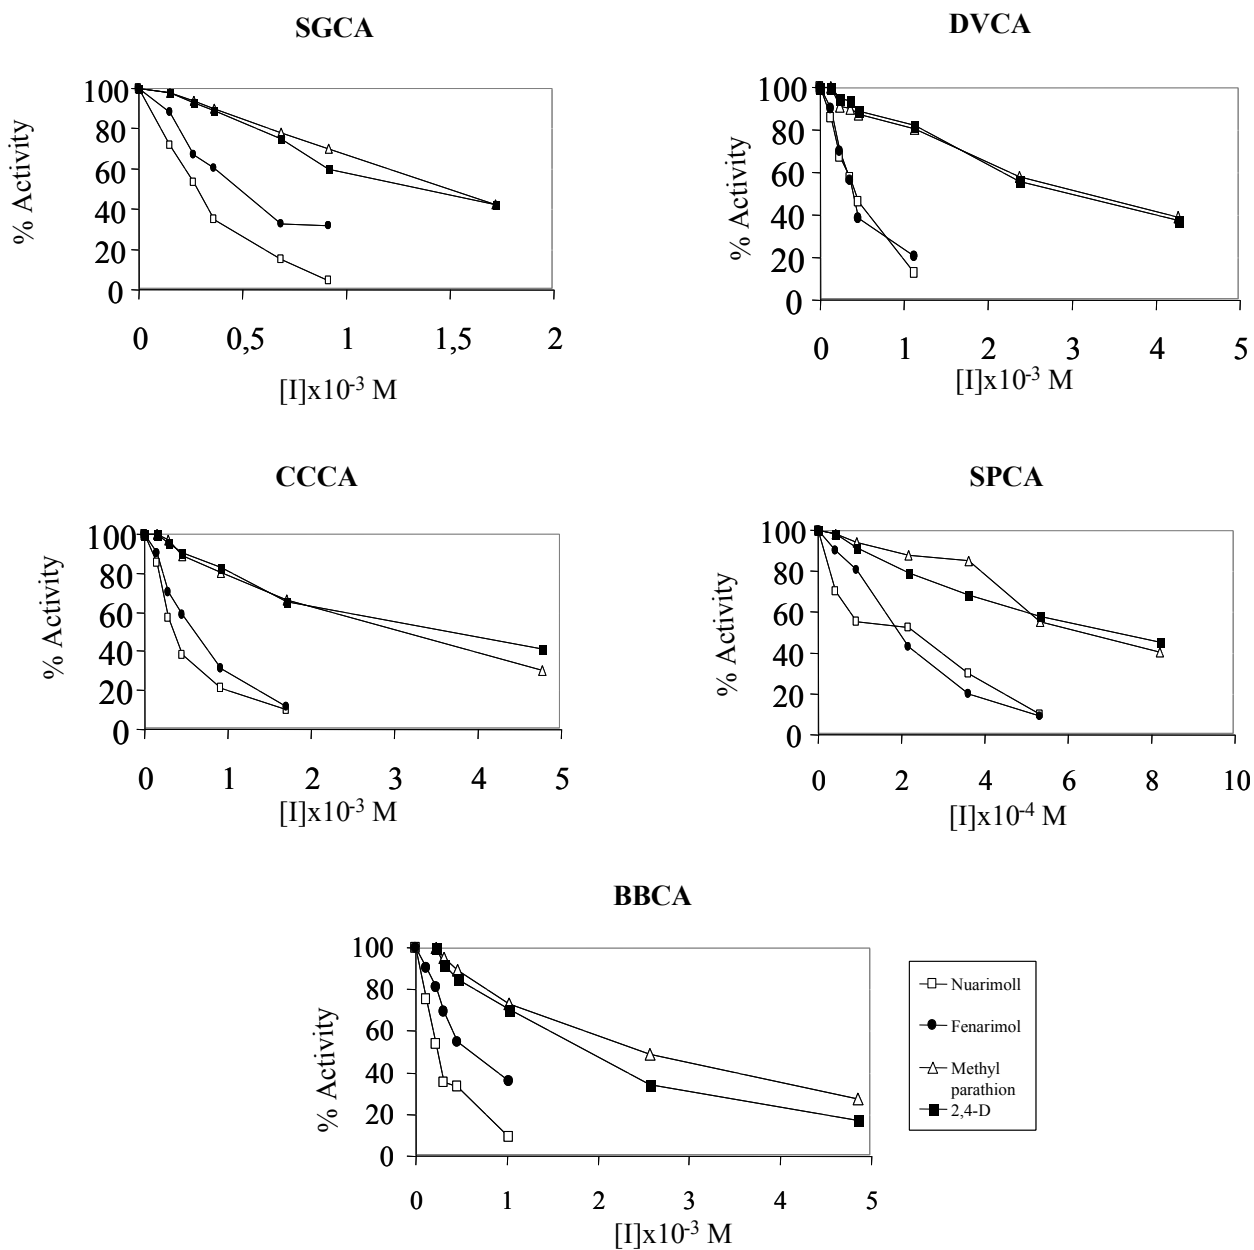 SGCA
% Activity
100
80
60
40
20
0
0 0,5 1 1,5 2
[I]x10-3 M
DVCA
% Activity
100
80
60
40
20
0
0 1 2 3 4 5
[I]x10-3 M
CCCA
% Activity
100
80
60
40
20
0
0 1 2 3 4 5
[I]x10-3 M
SPCA
% Activity
100
80
60
40
20
0
0 2 4 6 8 10
[I]x10-4 M
BBCA
% Activity
100
80
60
40
20
0
0 1 2 3 4 5
[I]x10-3 M
Nuarimoll
Fenarimol
Methyl
parathion
2,4-D